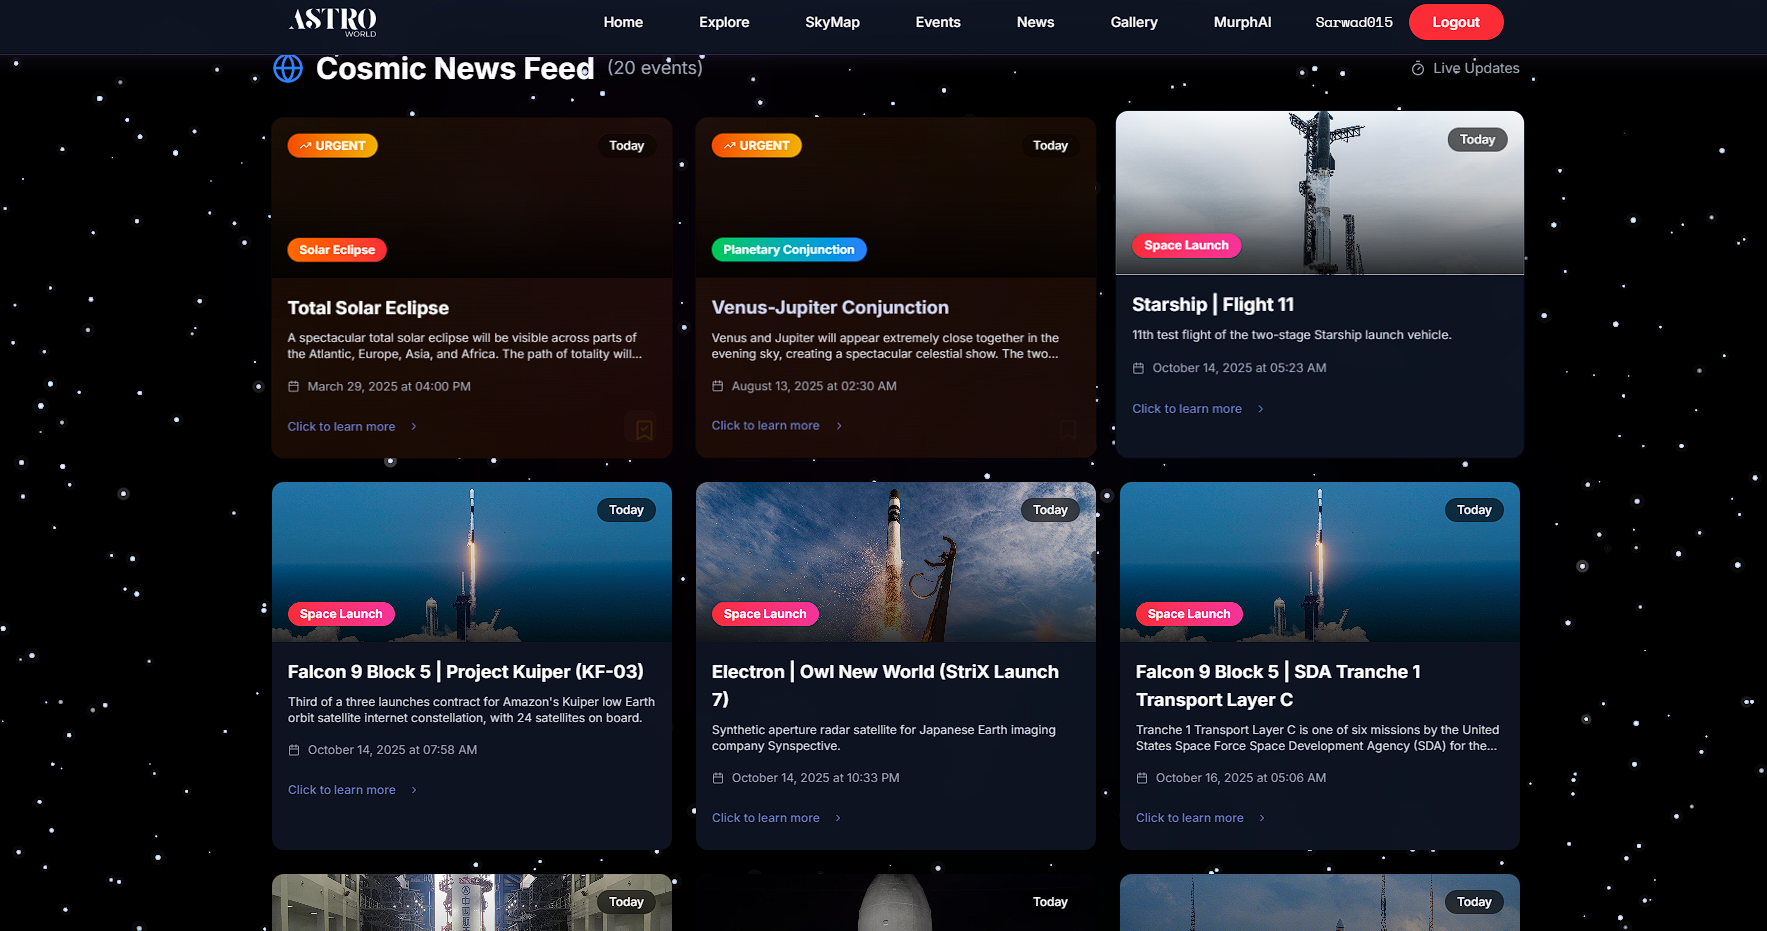 ASTRO
WORLD
Home
Explore
SkyMap
Events
News
Gallery
MurphAI
Sarwad015
Logout
Cosmic News Feed (20 events)
Live Updates
URGENT
Today
Solar Eclipse
Total Solar Eclipse
A spectacular total solar eclipse will be visible across parts of
the Atlantic, Europe, Asia, and Africa. The path of totality will...
March 29, 2025 at 04:00 PM
Click to learn more
URGENT
Today
Planetary Conjunction
Venus-Jupiter Conjunction
Venus and Jupiter will appear extremely close together in the
evening sky, creating a spectacular celestial show. The two...
August 13, 2025 at 02:30 AM
Click to learn more
Today
Space Launch
Starship | Flight 11
11th test flight of the two-stage Starship launch vehicle.
October 14, 2025 at 05:23 AM
Click to learn more
Today
Space Launch
Falcon 9 Block 5 | Project Kuiper (KF-03)
Third of a three launches contract for Amazon's Kuiper low Earth
orbit satellite internet constellation, with 24 satellites on board.
October 14, 2025 at 07:58 AM
Click to learn more
Today
Space Launch
Electron | Owl New World (StriX Launch
7)
Synthetic aperture radar satellite for Japanese Earth imaging
company Synspective.
October 14, 2025 at 10:33 PM
Click to learn more
Today
Space Launch
Falcon 9 Block 5 | SDA Tranche 1
Transport Layer C
Tranche 1 Transport Layer C is one of six missions by the United
States Space Force Space Development Agency (SDA) for the...
October 16, 2025 at 05:06 AM
Click to learn more
Today
Today
Today